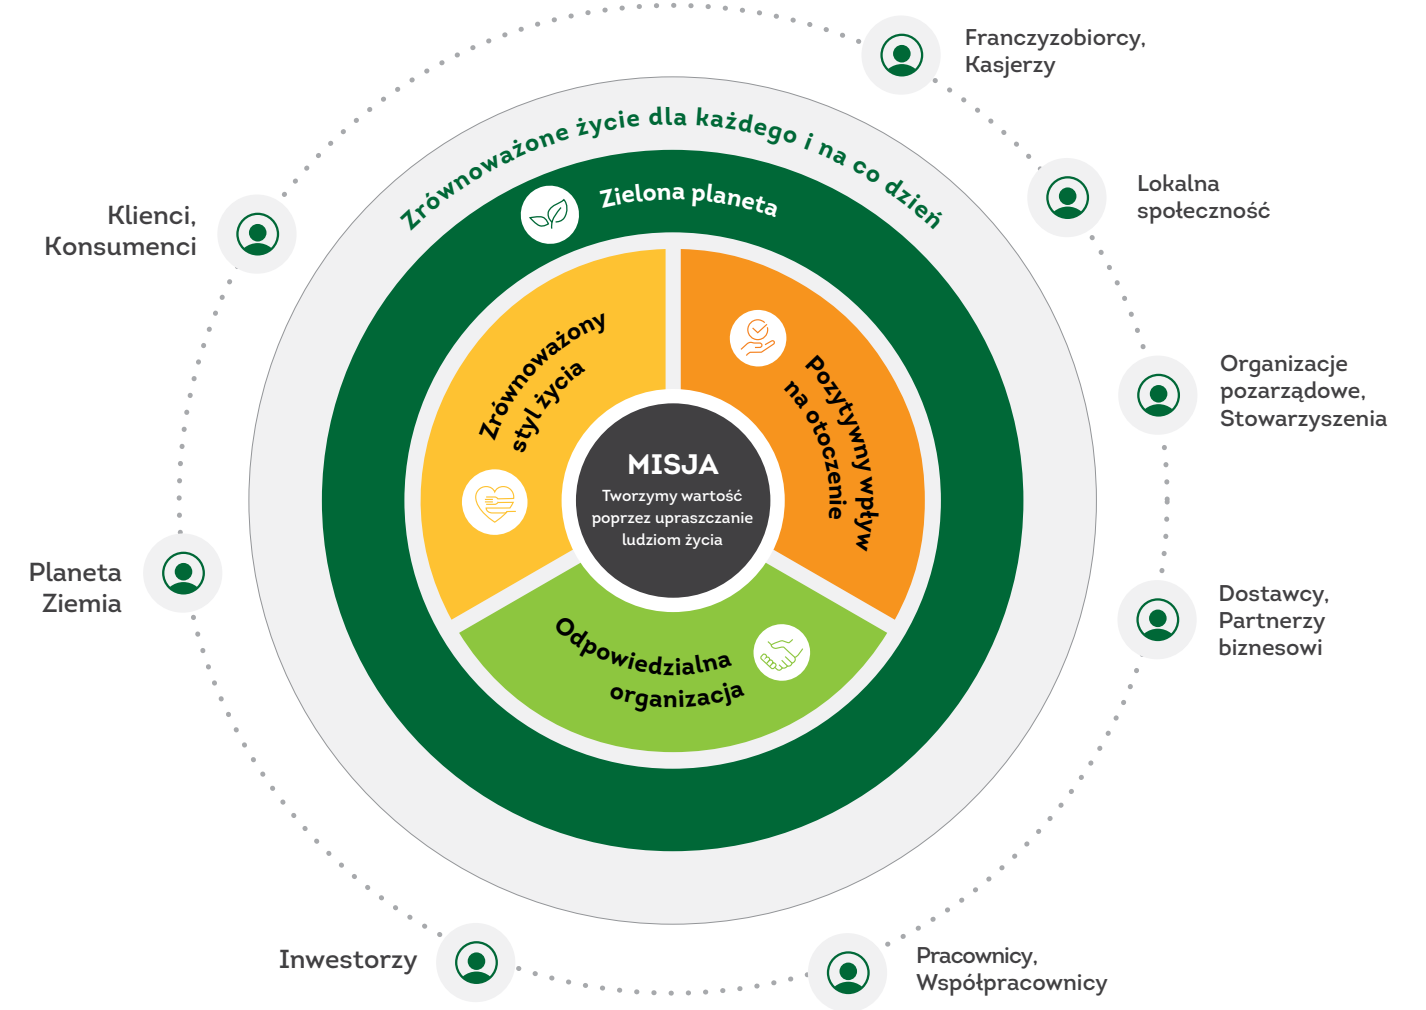 Franczyzobiorcy,
Kasjerzy
Zrównoważone życie dla każdego i na co dzień
Zielona planeta
Lokalna
społeczność
Klienci,
Konsumenci
Zrównoważony
styl życia
Pozytywny wpływ
na otoczenie
Organizacje
pozarządowe,
Stowarzyszenia
MISJA
Tworzymy wartość
poprzez upraszczanie
ludziom życia
Planeta
Ziemia
Dostawcy,
Partnerzy
biznesowi
Odpowiedzialna
organizacja
Inwestorzy
Pracownicy,
Współpracownicy